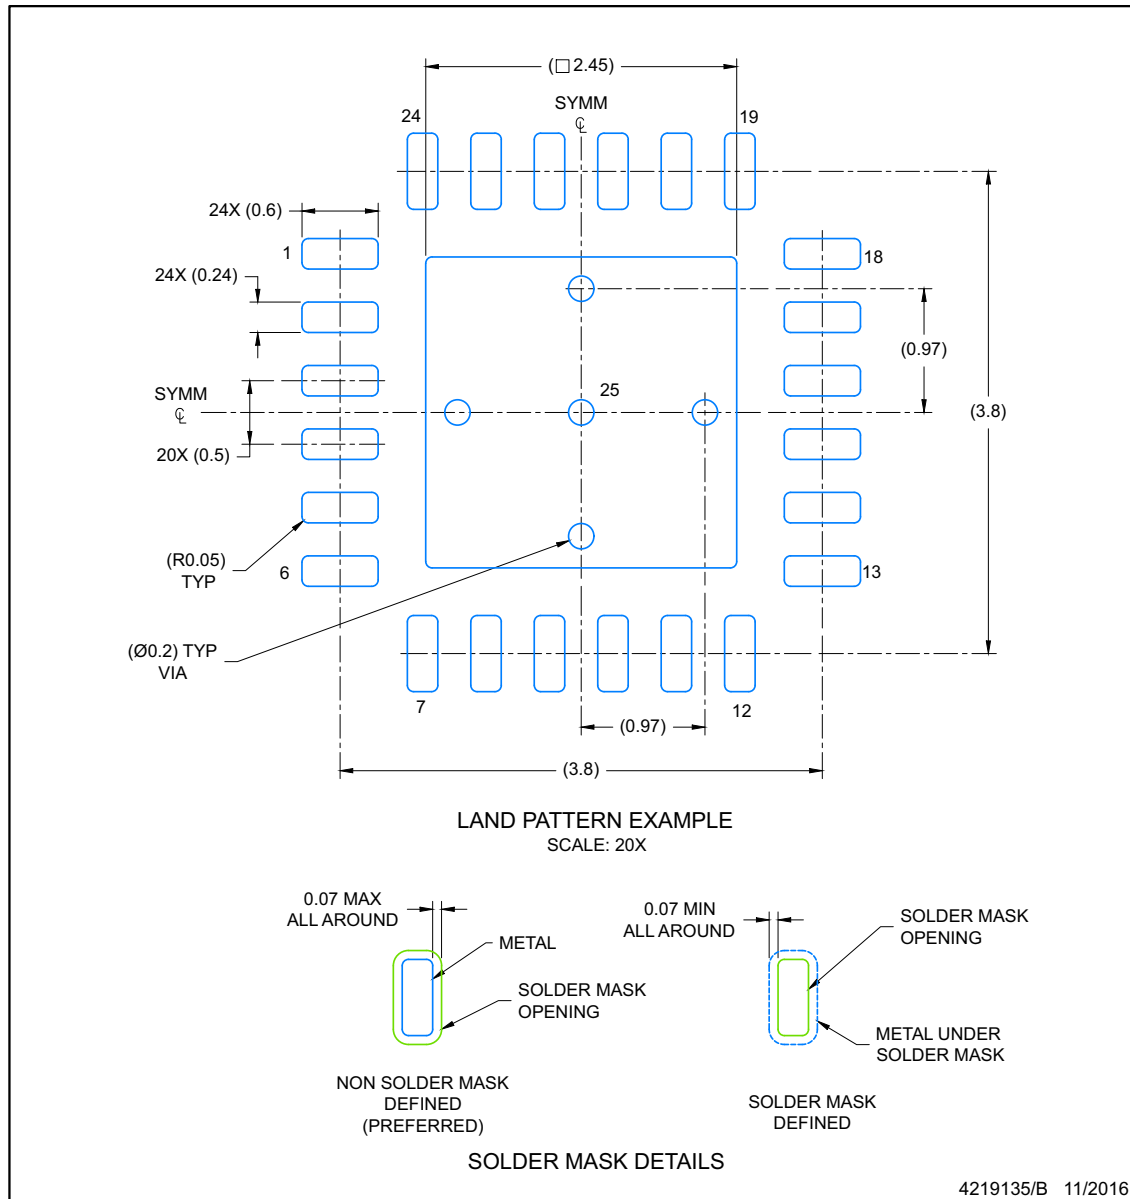 (□2.45)
SYMM
℄
24
19
24X (0.6)
1
18
24X (0.24)
(0.97)
25
SYMM
℄
(3.8)
20X (0.5)
(R0.05)
TYP
6
13
(Ø0.2) TYP
VIA
7
12
(0.97)
(3.8)
LAND PATTERN EXAMPLE
SCALE: 20X
0.07 MAX
ALL AROUND
METAL
SOLDER MASK
OPENING
NON SOLDER MASK
DEFINED
(PREFERRED)
0.07 MIN
ALL AROUND
SOLDER MASK
OPENING
METAL UNDER
SOLDER MASK
SOLDER MASK
DEFINED
SOLDER MASK DETAILS
4219135/B 11/2016